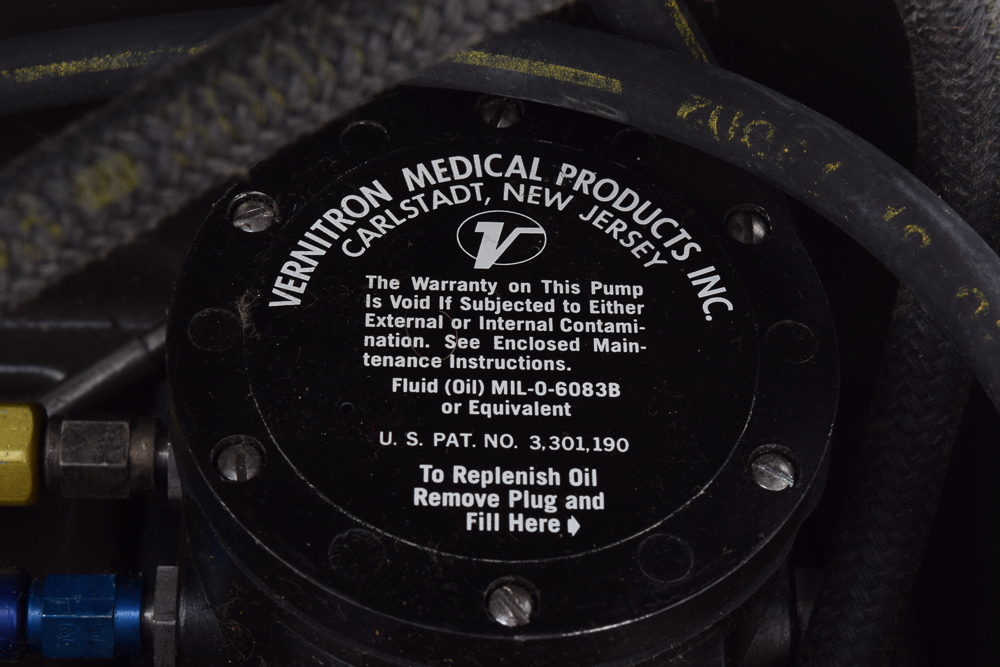 VERNITRON MEDICAL PRODUCTS INC.
CARLSTADT, NEW JERSEY
V
The Warranty on This Pump
Is Void If Subjected to Either
External or Internal Contami-
nation. See Enclosed Main-
tenance Instructions.
Fluid (Oil) MIL-O-6083B
or Equivalent
U. S. PAT. NO. 3,301,190
To Replenish Oil
Remove Plug and
Fill Here